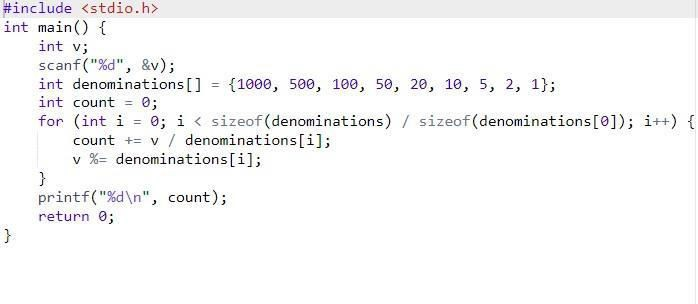 #include <stdio.h>
int main() {
    int v;
    scanf("%d", &v);
    int denominations[] = {1000, 500, 100, 50, 20, 10, 5, 2, 1};
    int count = 0;
    for (int i = 0; i < sizeof(denominations) / sizeof(denominations[0]); i++) {
        count += v / denominations[i];
        v %= denominations[i];
    }
    printf("%d\n", count);
    return 0;
}